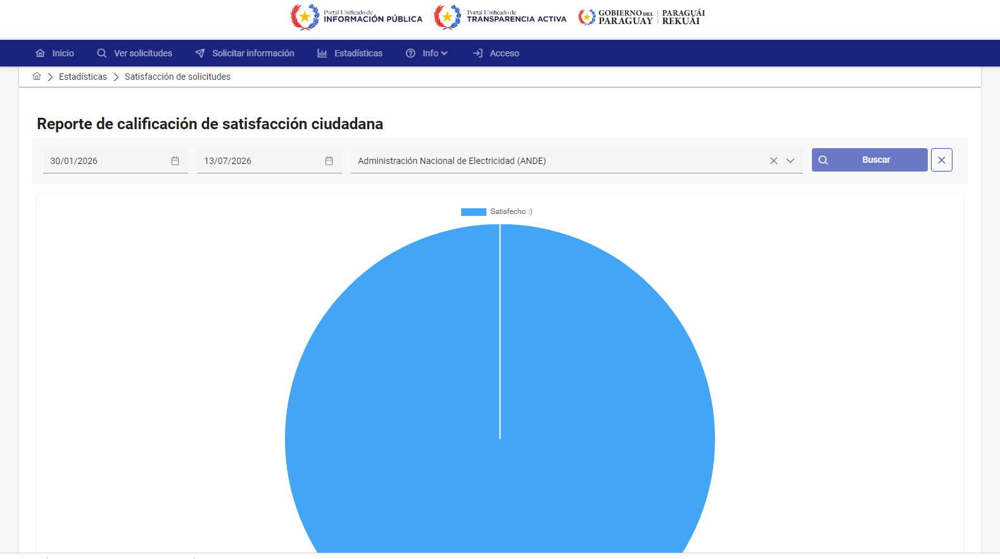 Portal Unificado de
INFORMACIÓN PÚBLICA
Portal Unificado de
TRANSPARENCIA ACTIVA
GOBIERNO DEL
PARAGUAY
PARAGUÁI
REKUÁI
Inicio Ver solicitudes Solicitar información Estadísticas Info Acceso
Estadísticas Satisfacción de solicitudes
Reporte de calificación de satisfacción ciudadana
30/01/2026 13/07/2026 Administración Nacional de Electricidad (ANDE) Buscar
Satisfecho :)